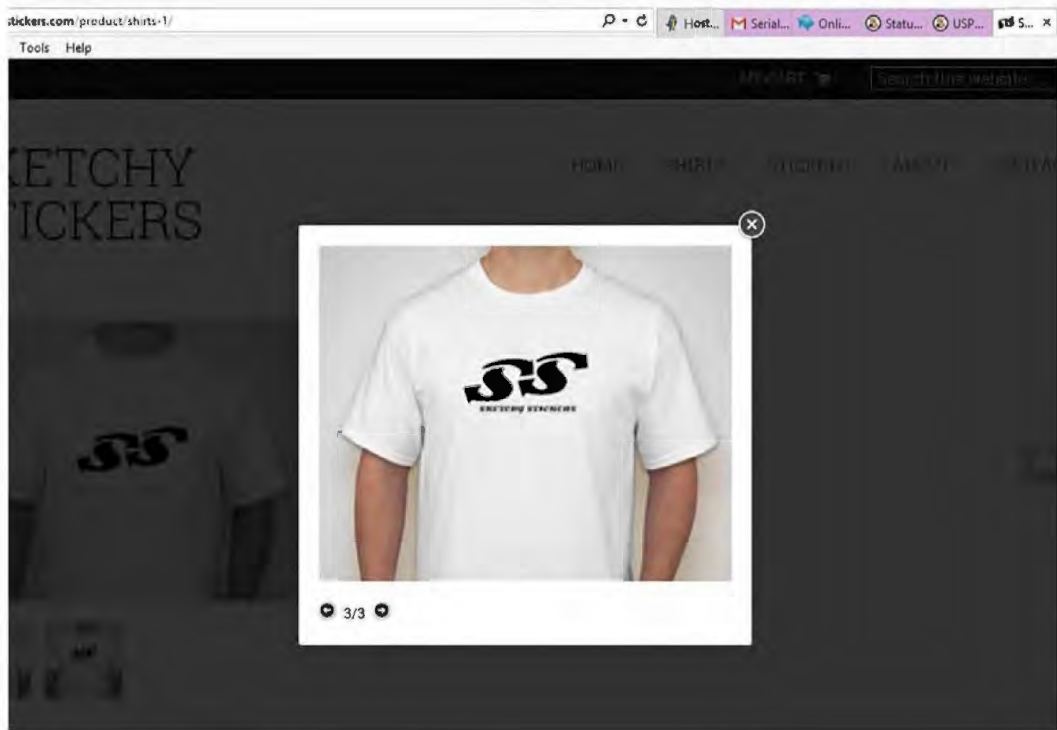 stickers.com/product/shirts-1/
Host... Serial... Onli... Statu... USP... S...
Tools Help
MY CART
Search this website
KETCHY
TICKERS
HOME SHIRTS STICKERS ABOUT
SS
SKETCHY STICKERS
SS
3/3